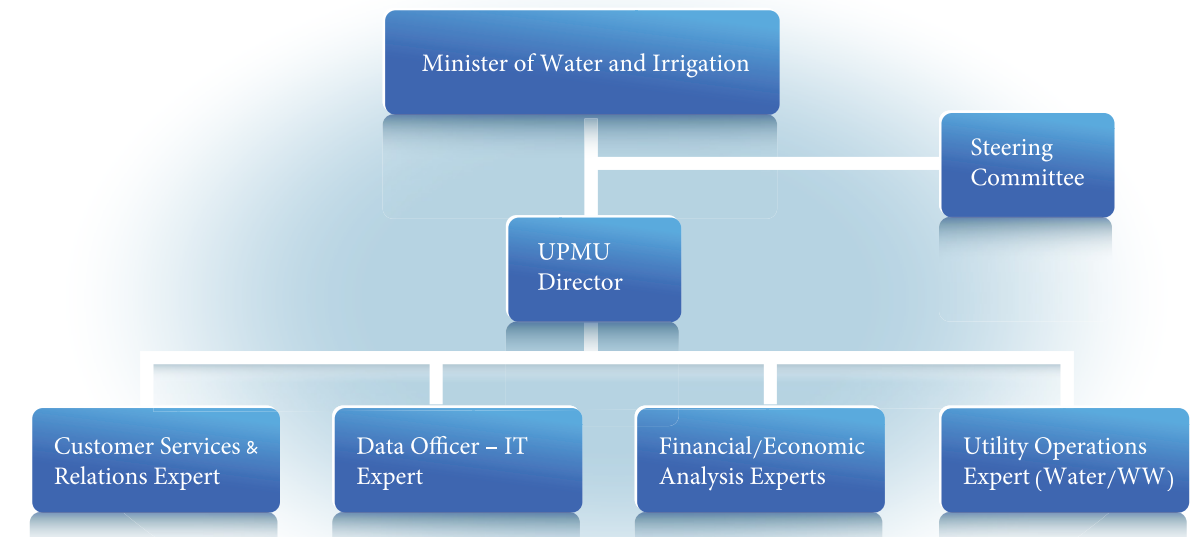 Minister of Water and Irrigation
Steering
Committee
UPMU
Director
Customer Services &
Relations Expert
Data Officer – IT
Expert
Financial/Economic
Analysis Experts
Utility Operations
Expert (Water/WW)